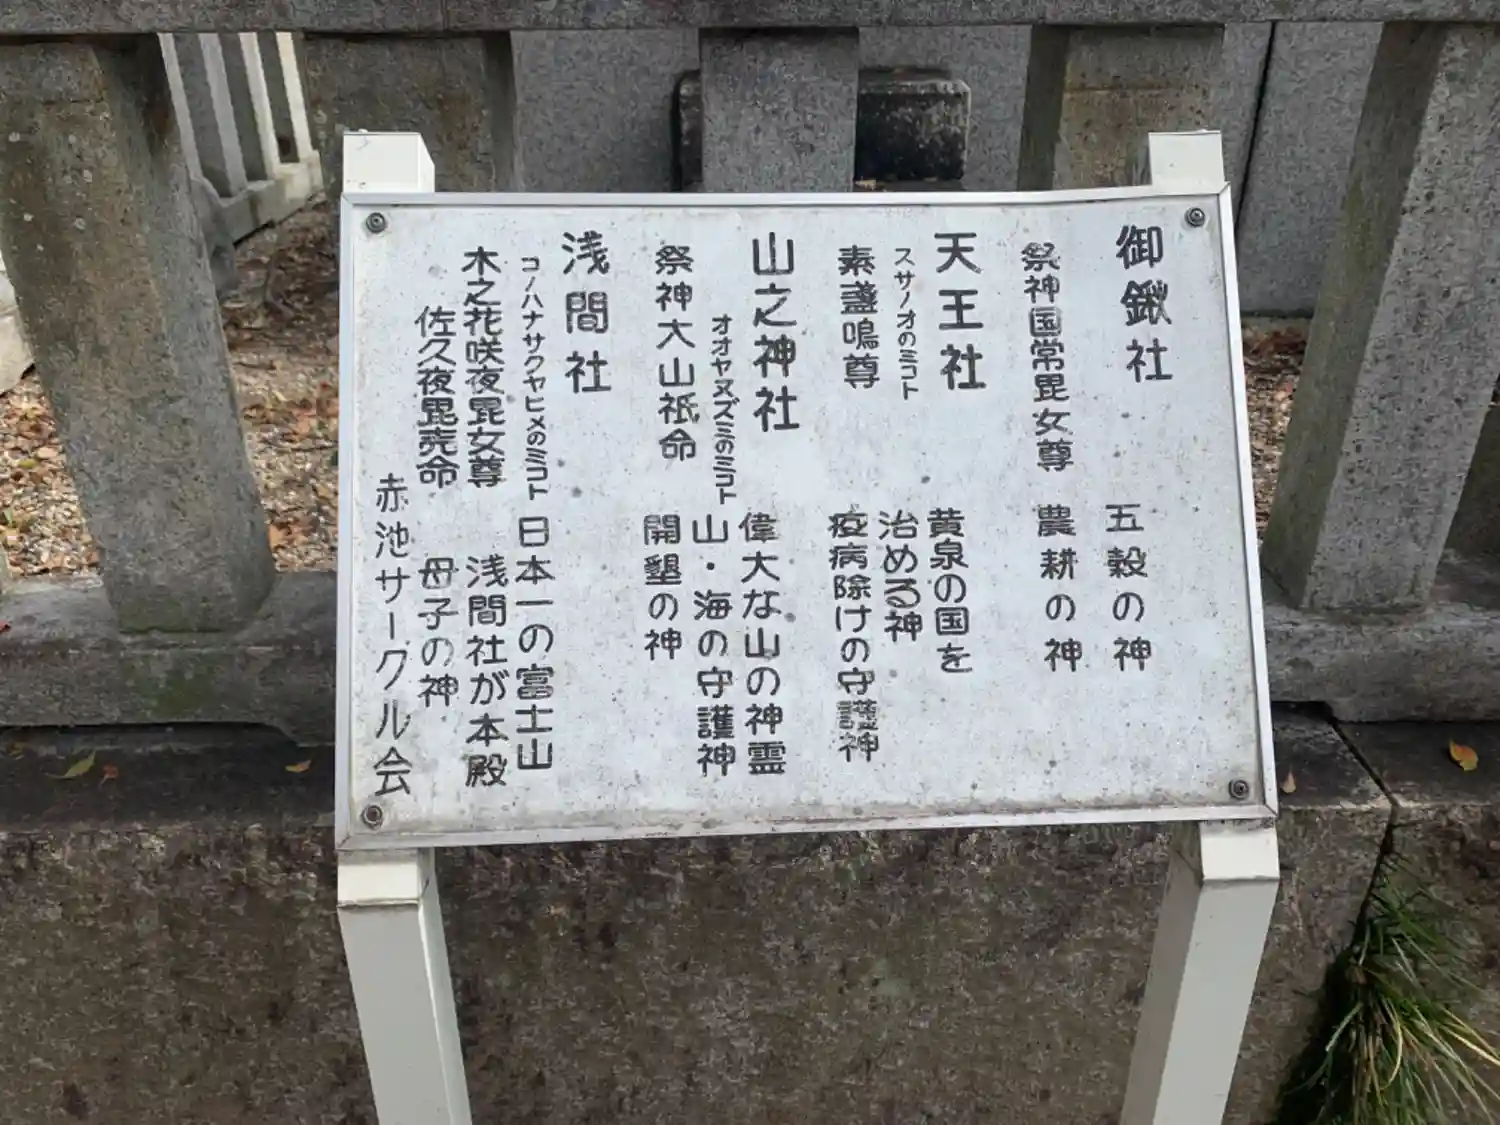 御鍬社
祭神国常毘女尊
五穀の神
農耕の神
天王社
スサノオのミコト
素盞鳴尊
黄泉の国を
治める神
疫病除けの守護神
山之神社
オオヤヌズミのミコト
祭神大山祇命
偉大な山の神霊
山・海の守護神
開墾の神
浅間社
コノハナサクヤヒメのミコト
木之花咲夜毘女尊
佐久夜毘売命
日本一の富士山
浅間社が本殿
母子の神
赤池サークル会